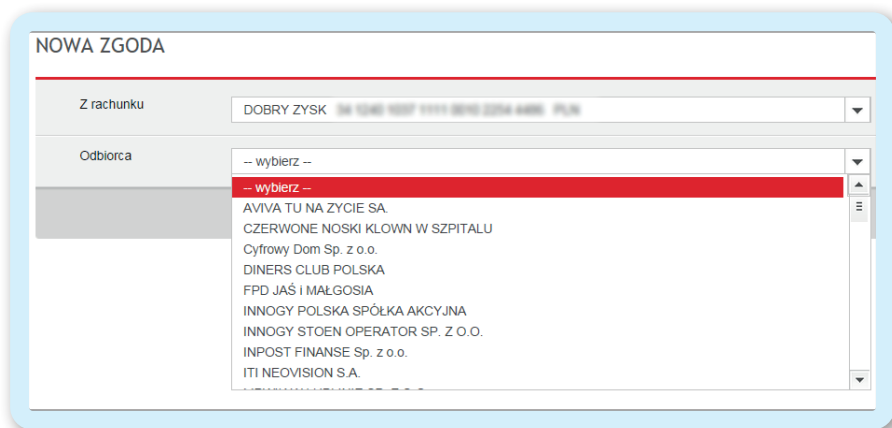 NOWA ZGODA
Z rachunku
DOBRY ZYSK PLN
Odbiorca
-- wybierz --
-- wybierz --
AVIVA TU NA ZYCIE SA.
CZERWONE NOSKI KLOWN W SZPITALU
Cyfrowy Dom Sp. z o.o.
DINERS CLUB POLSKA
FPD JAŚ i MAŁGOSIA
INNOGY POLSKA SPÓŁKA AKCYJNA
INNOGY STOEN OPERATOR SP. Z O.O.
INPOST FINANSE Sp. z o.o.
ITI NEOVISION S.A.